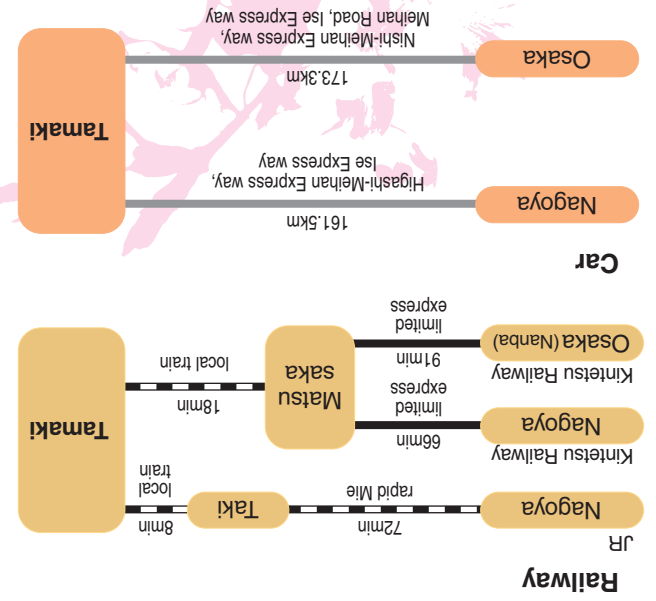 Railway
JR
Nagoya
72min
rapid Mie
Taki
8min
local
train
Kintetsu Railway
Nagoya
66min
limited
express
Kintetsu Railway
Osaka (Nanba)
91min
limited
express
Matsu
saka
18min
local train
Tamaki
Car
Nagoya
161.5km
Higashi-Meihan Express way,
Ise Express way
Osaka
173.3km
Nishi-Meihan Express way,
Meihan Road, Ise Express way
Tamaki